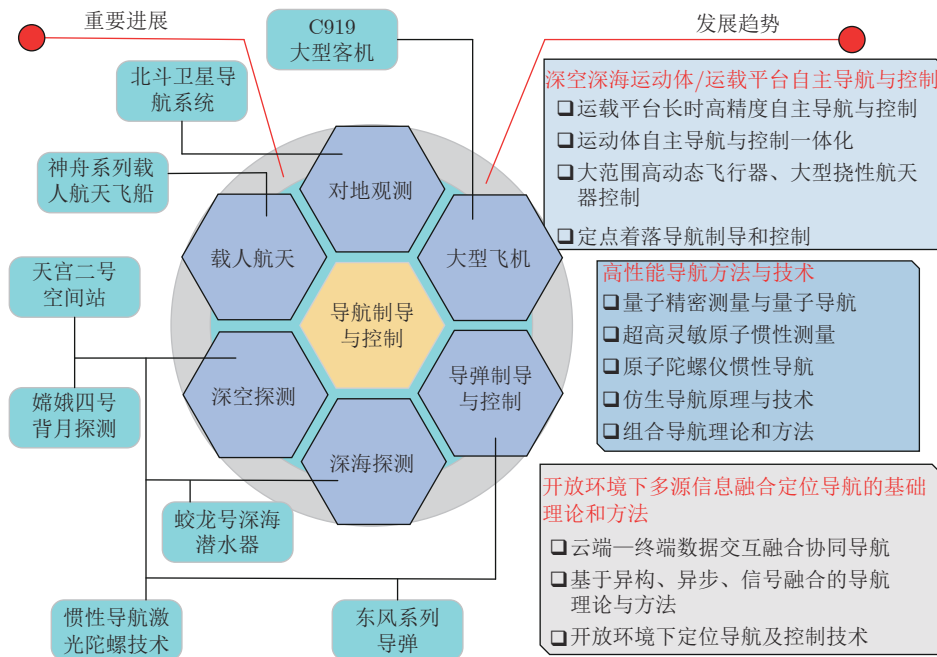 重要进展
C919
大型客机
发展趋势
北斗卫星导
航系统
神舟系列载
人航天飞船
天宫二号
空间站
嫦娥四号
背月探测
蛟龙号深海
潜水器
惯性导航激
光陀螺技术
东风系列
导弹
对地观测
载人航天
大型飞机
导航制导
与控制
深空探测
导弹制导
与控制
深海探测
深空深海运动体/运载平台自主导航与控制
❑运载平台长时高精度自主导航与控制
❑运动体自主导航与控制一体化
❑大范围高动态飞行器、大型挠性航天
器控制
❑定点着落导航制导和控制
高性能导航方法与技术
❑量子精密测量与量子导航
❑超高灵敏原子惯性测量
❑原子陀螺仪惯性导航
❑仿生导航原理与技术
❑组合导航理论和方法
开放环境下多源信息融合定位导航的基础
理论和方法
❑云端—终端数据交互融合协同导航
❑基于异构、异步、信号融合的导航
理论与方法
❑开放环境下定位导航及控制技术